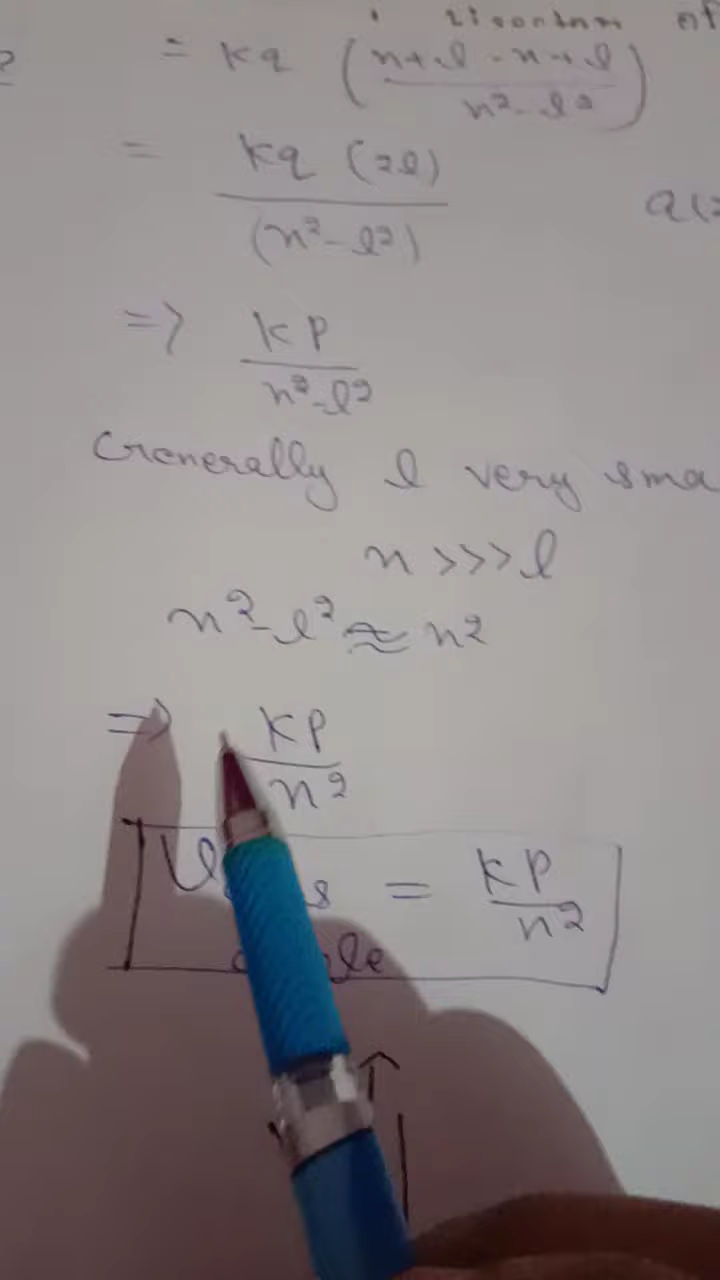 = Kq (n+l-n+l / n²-l²)
= Kq (2l) / (n²-l²)
=> KP / n²-l²
Generally l very sma
n >>> l
n²-l² ≈ n²
=> KP / n²
= KP / n²